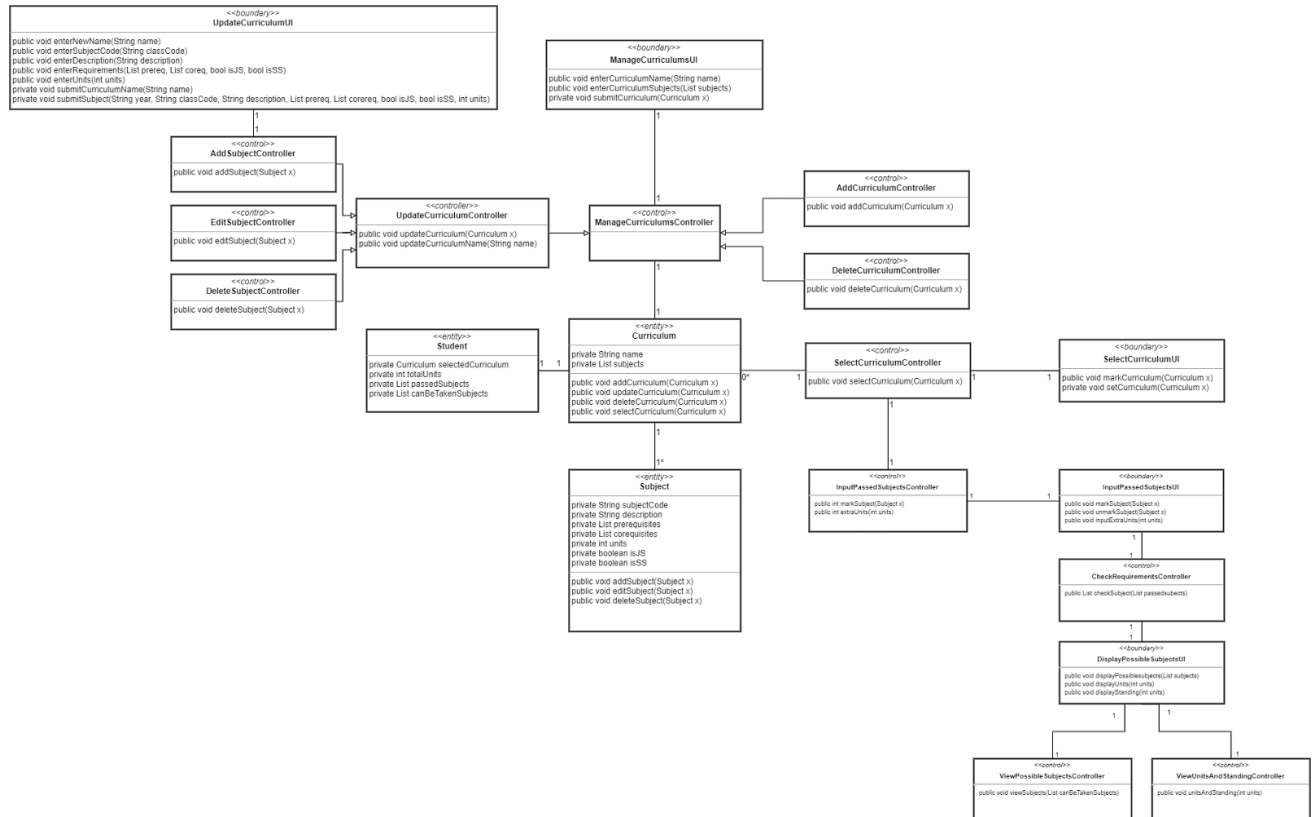 <<boundary>>
UpdateCurriculumUI
public void enterNewName(String name)
public void enterSubjectCode(String classCode)
public void enterDescription(String description)
public void enterRequirements(List prereq, List coreq, bool isJS, bool isSS)
public void enterUnits(int units)
private void submitCurriculumName(String name)
private void submitSubject(String year, String classCode, String description, List prereq, List corereq, bool isJS, bool isSS, int units)
1
1
<<boundary>>
ManageCurriculumsUI
public void enterCurriculumName(String name)
public void enterCurriculumSubjects(List subjects)
private void submitCurriculum(Curriculum x)
1
1
<<control>>
AddSubjectController
public void addSubject(Subject x)
<<control>>
EditSubjectController
public void editSubject(Subject x)
<<control>>
DeleteSubjectController
public void deleteSubject(Subject x)
<<controller>>
UpdateCurriculumController
public void updateCurriculum(Curriculum x)
public void updateCurriculumName(String name)
<<control>>
ManageCurriculumsController
1
1
<<control>>
AddCurriculumController
public void addCurriculum(Curriculum x)
<<control>>
DeleteCurriculumController
public void deleteCurriculum(Curriculum x)
<<entity>>
Student
private Curriculum selectedCurriculum
private int totalUnits
private List passedSubjects
private List canBeTakenSubjects
1
1
<<entity>>
Curriculum
private String name
private List subjects
public void addCurriculum(Curriculum x)
public void updateCurriculum(Curriculum x)
public void deleteCurriculum(Curriculum x)
public void selectCurriculum(Curriculum x)
0*
1
<<control>>
SelectCurriculumController
public void selectCurriculum(Curriculum x)
1
1
<<boundary>>
SelectCurriculumUI
public void markCurriculum(Curriculum x)
private void setCurriculum(Curriculum x)
1
1*
1
1
<<entity>>
Subject
private String subjectCode
private String description
private List prerequisites
private List corequisites
private int units
private boolean isJS
private boolean isSS
public void addSubject(Subject x)
public void editSubject(Subject x)
public void deleteSubject(Subject x)
<<control>>
InputPassedSubjectsController
public int markSubject(Subject x)
public int extraUnits(int units)
1
1
<<boundary>>
InputPassedSubjectsUI
public void markSubject(Subject x)
public void unmarkSubject(Subject x)
public void inputExtraUnits(int units)
1
1
<<control>>
CheckRequirementsController
public List checkSubject(List passedsubects)
1
1
<<boundary>>
DisplayPossibleSubjectsUI
public void displayPossiblesubjects(List subjects)
public void displayUnits(int units)
public void displayStanding(int units)
1
1
1
1
<<control>>
ViewPossibleSubjectsController
public void viewSubjects(List canBeTakenSubjects)
<<control>>
ViewUnitsAndStandingController
public void unitsAndStanding(int units)